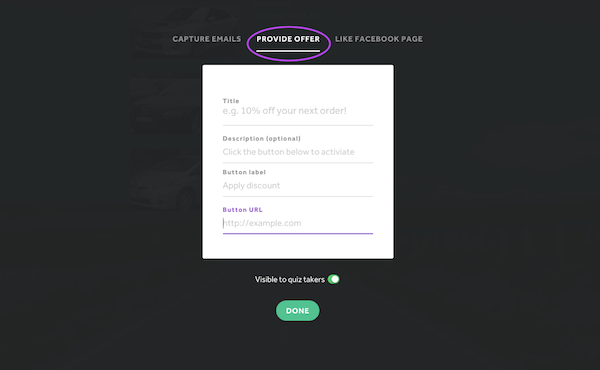 CAPTURE EMAILS PROVIDE OFFER LIKE FACEBOOK PAGE
Title
e.g. 10% off your next order!
Description (optional)
Click the button below to activiate
Button label
Apply discount
Button URL
http://example.com
Visible to quiz takers
DONE